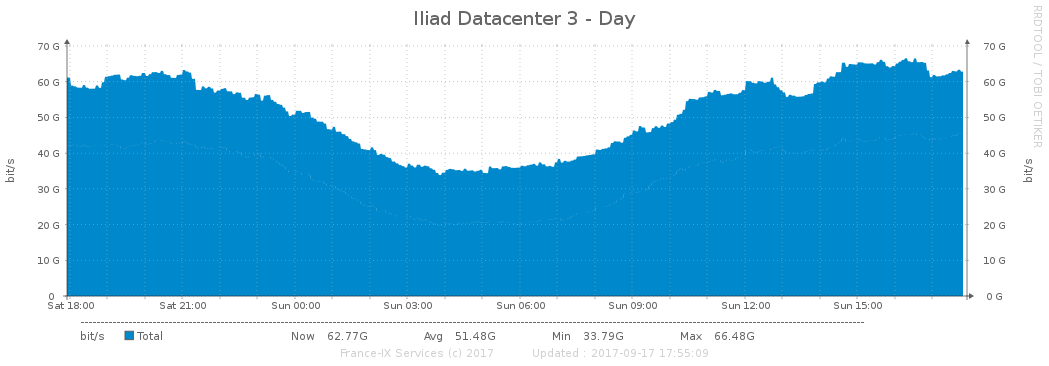 Iliad Datacenter 3 - Day
RRDTOOL / TOBI OETIKER
70 G 70 G
60 G 60 G
50 G 50 G
40 G 40 G
30 G 30 G
20 G 20 G
10 G 10 G
0 0 G
bit/s bit/s
Sat 18:00 Sat 21:00 Sun 00:00 Sun 03:00 Sun 06:00 Sun 09:00 Sun 12:00 Sun 15:00
bit/s Total Now 62.77G Avg 51.48G Min 33.79G Max 66.48G
France-IX Services (c) 2017 Updated : 2017-09-17 17:55:09